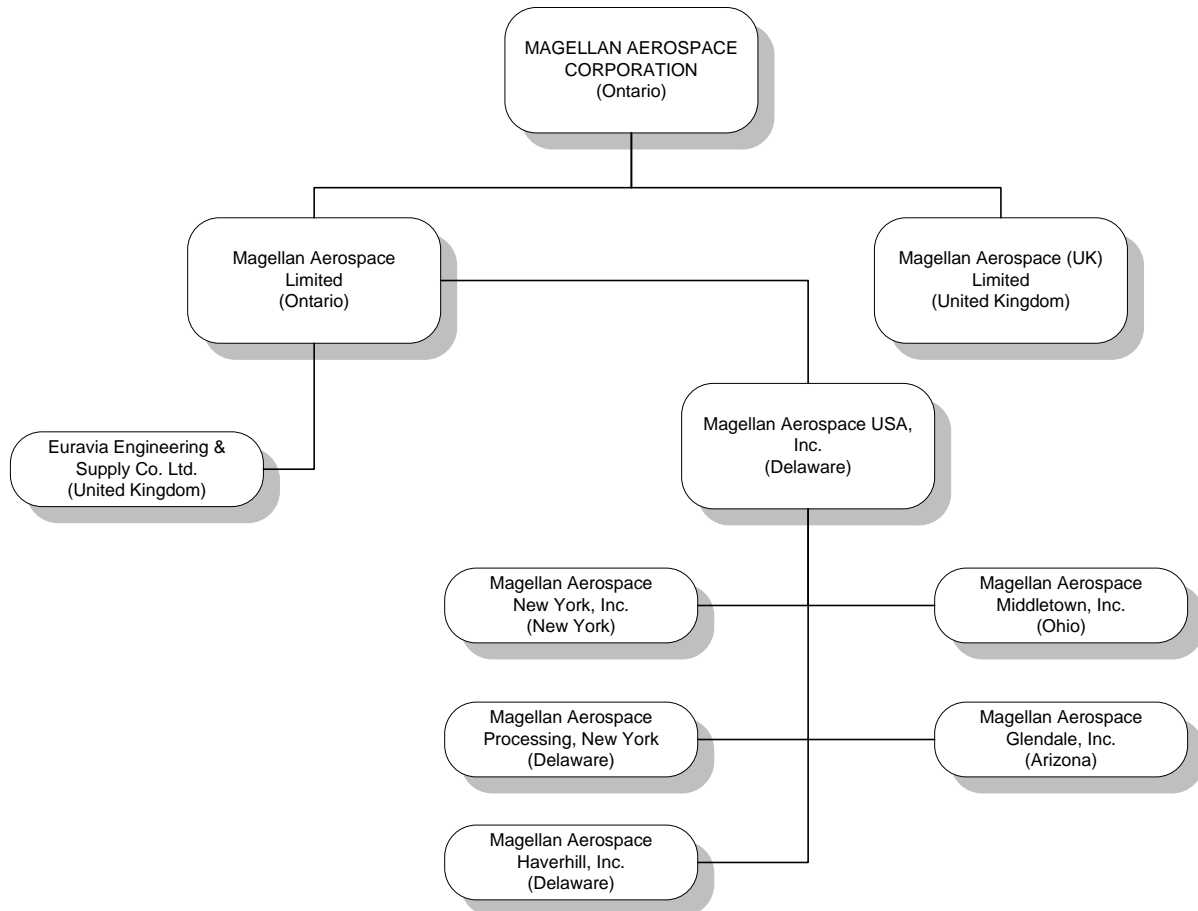 MAGELLAN AEROSPACE
CORPORATION
(Ontario)
Magellan Aerospace
Limited
(Ontario)
Magellan Aerospace (UK)
Limited
(United Kingdom)
Euravia Engineering &
Supply Co. Ltd.
(United Kingdom)
Magellan Aerospace USA,
Inc.
(Delaware)
Magellan Aerospace
New York, Inc.
(New York)
Magellan Aerospace
Middletown, Inc.
(Ohio)
Magellan Aerospace
Processing, New York
(Delaware)
Magellan Aerospace
Glendale, Inc.
(Arizona)
Magellan Aerospace
Haverhill, Inc.
(Delaware)